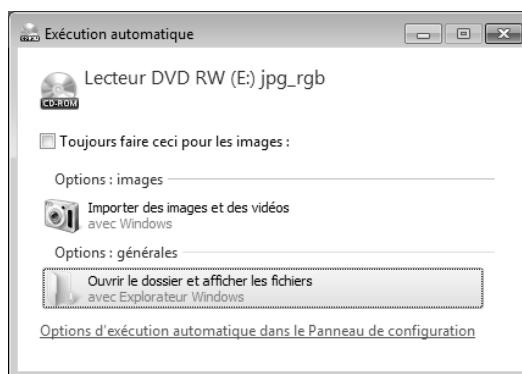 Exécution automatique
Lecteur DVD RW (E:) jpg_rgb
CD-ROM
Toujours faire ceci pour les images :
Options : images
Importer des images et des vidéos
avec Windows
Options : générales
Ouvrir le dossier et afficher les fichiers
avec Explorateur Windows
Options d'exécution automatique dans le Panneau de configuration